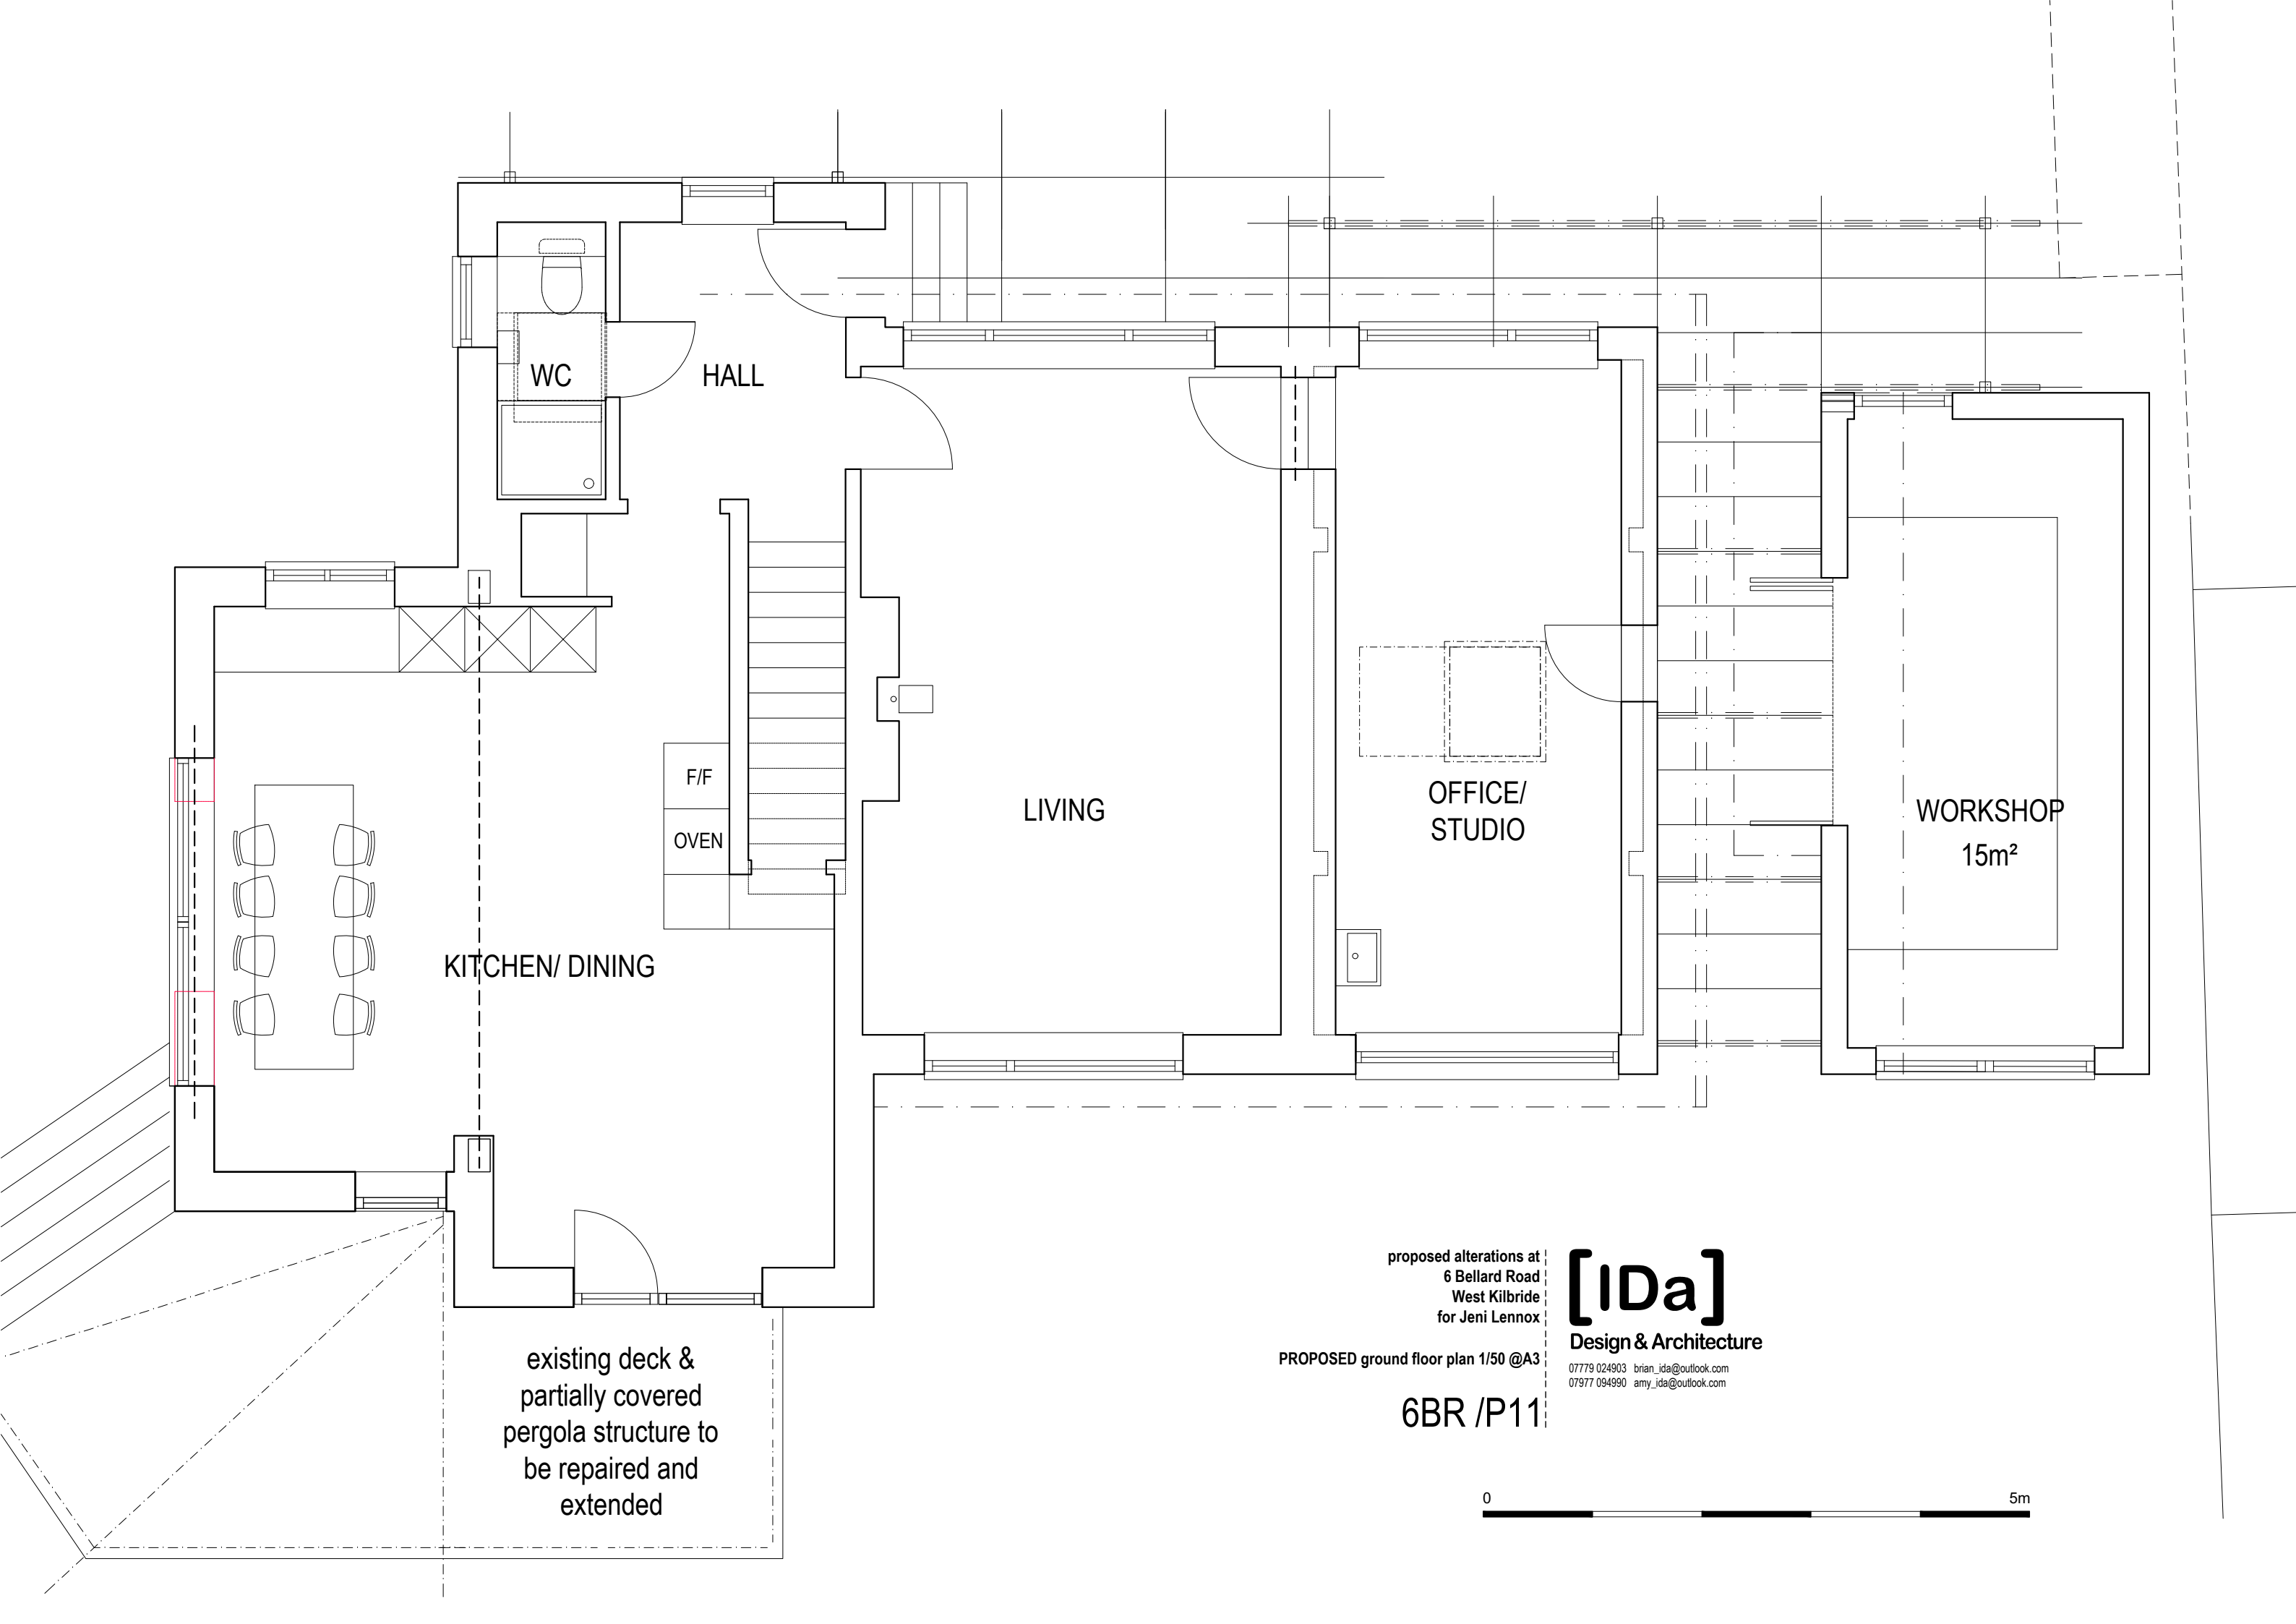 WC
HALL
F/F
OVEN
LIVING
OFFICE/
STUDIO
WORKSHOP
15m²
KITCHEN/ DINING
existing deck &
partially covered
pergola structure to
be repaired and
extended
proposed alterations at
6 Bellard Road
West Kilbride
for Jeni Lennox
PROPOSED ground floor plan 1/50 @A3
6BR /P11
[IDa]
Design & Architecture
07779 024903 brian_ida@outlook.com
07977 094990 amy_ida@outlook.com
0 5m